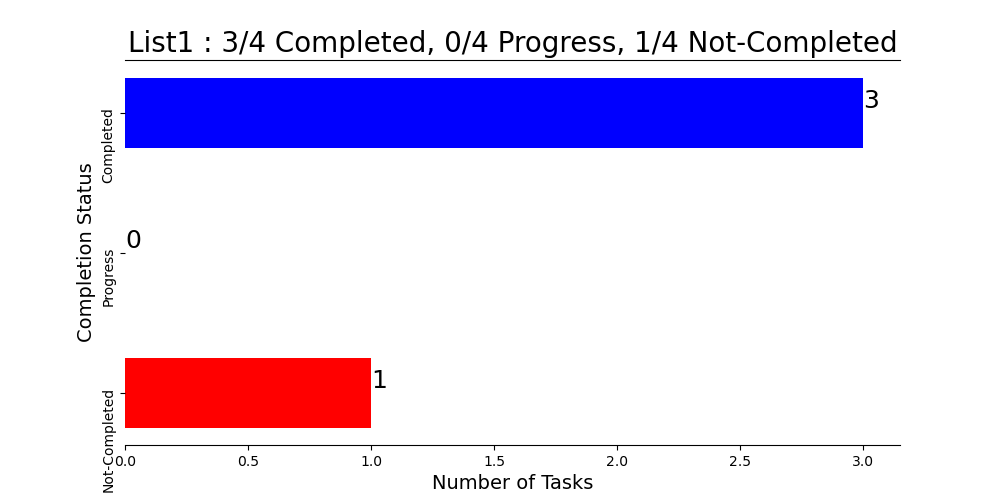 List1 : 3/4 Completed, 0/4 Progress, 1/4 Not-Completed
3
Completed
0
Progress
1
Not-Completed
Completion Status
0.0 0.5 1.0 1.5 2.0 2.5 3.0
Number of Tasks